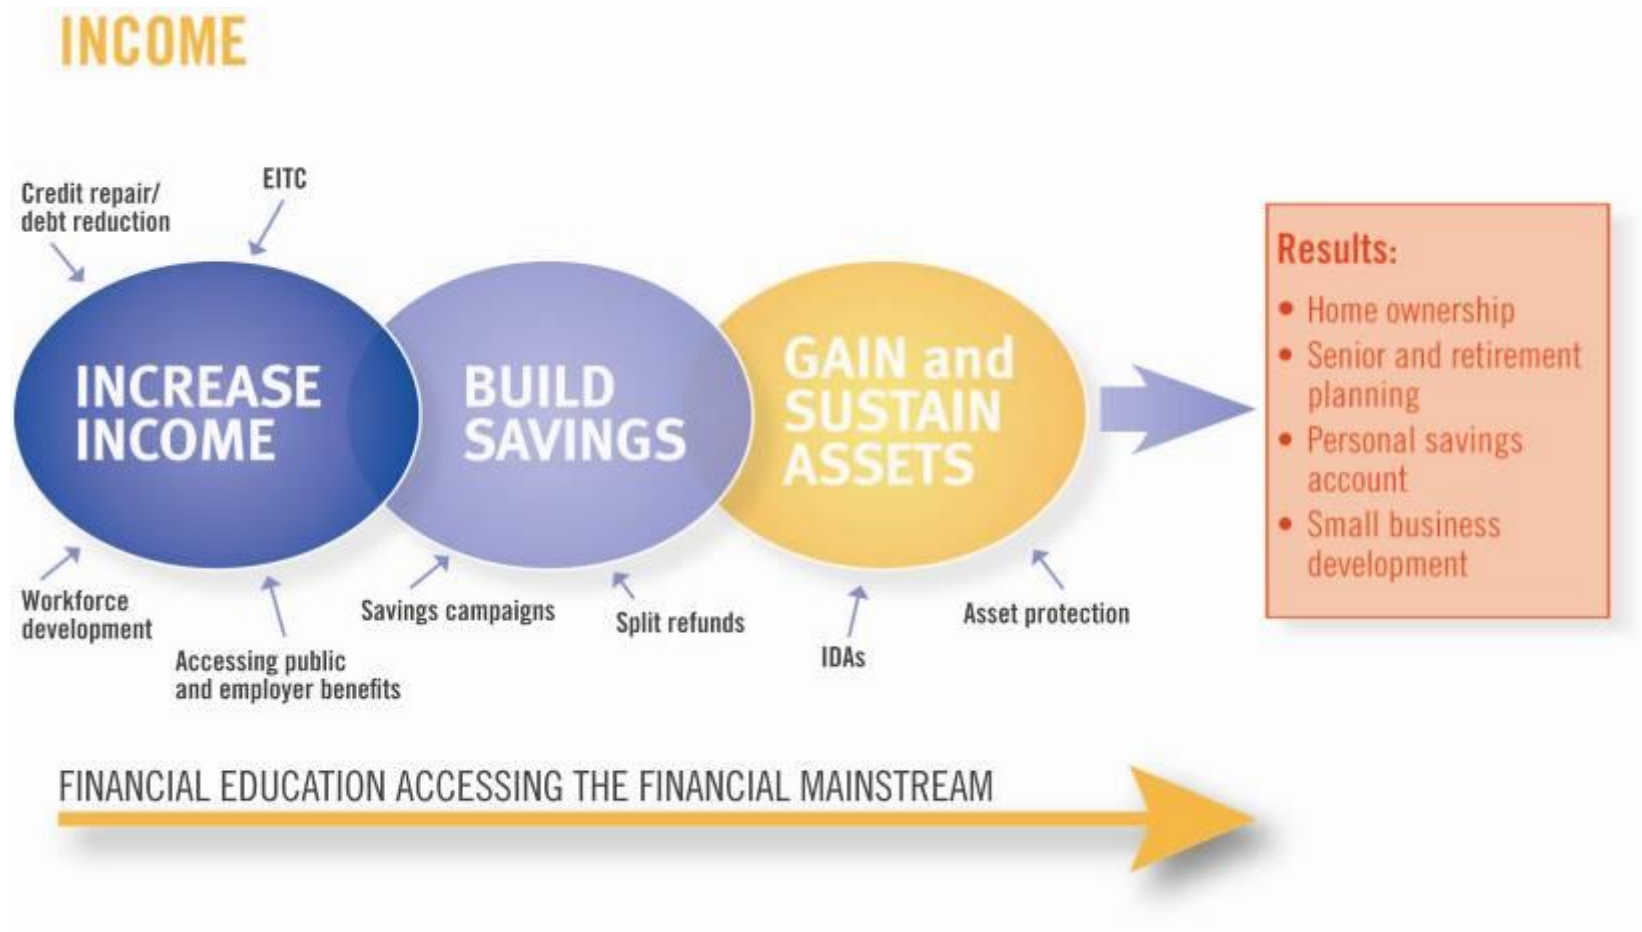 INCOME
Credit repair/
debt reduction
EITC
INCREASE
INCOME
BUILD
SAVINGS
GAIN and
SUSTAIN
ASSETS
Workforce
development
Accessing public
and employer benefits
Savings campaigns
Split refunds
IDAs
Asset protection
Results:
• Home ownership
• Senior and retirement
planning
• Personal savings
account
• Small business
development
FINANCIAL EDUCATION ACCESSING THE FINANCIAL MAINSTREAM